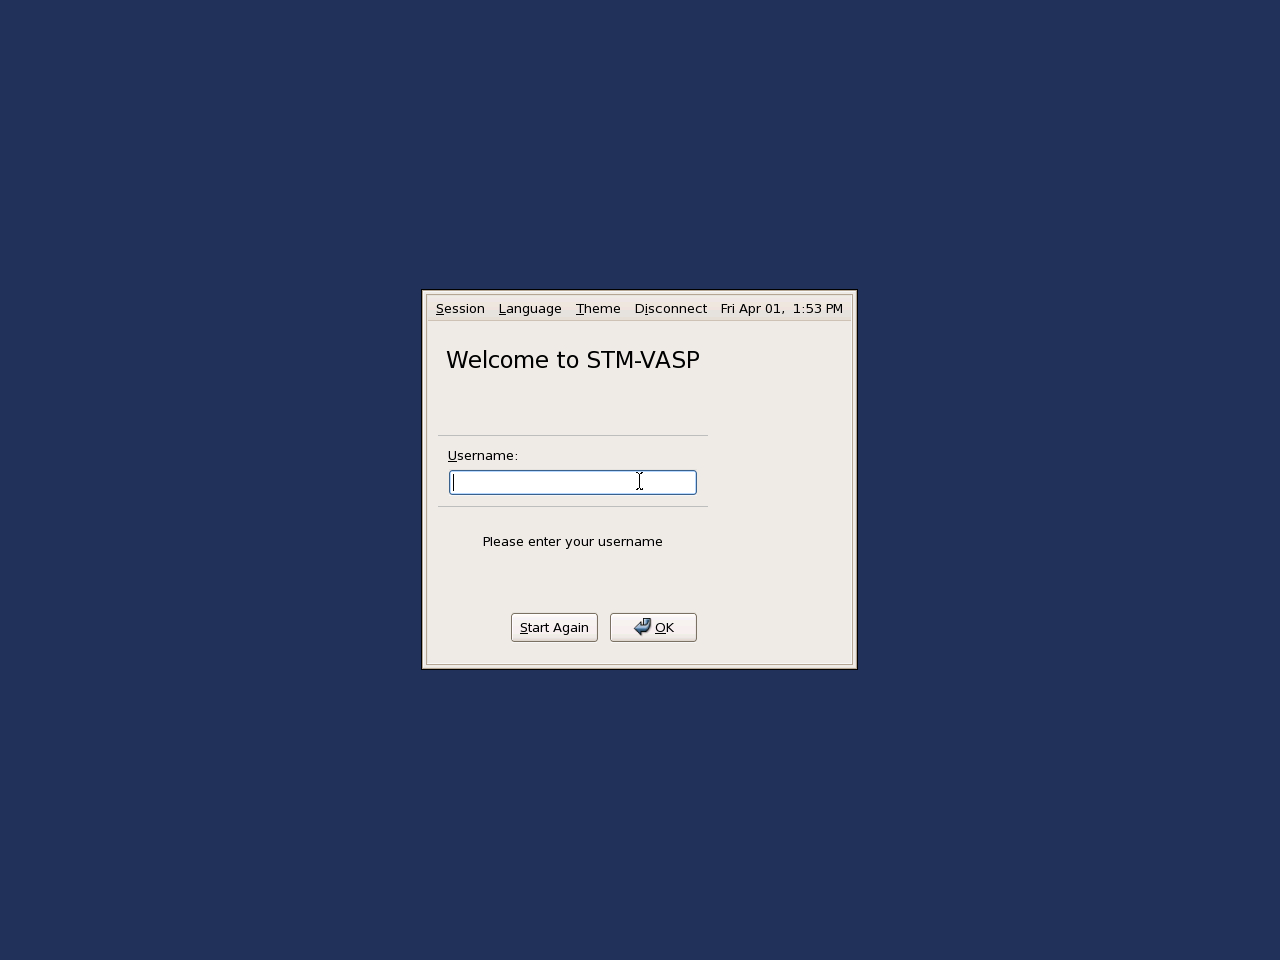 Session Language Theme Disconnect Fri Apr 01, 1:53 PM
Welcome to STM-VASP
Username:
Please enter your username
Start Again OK